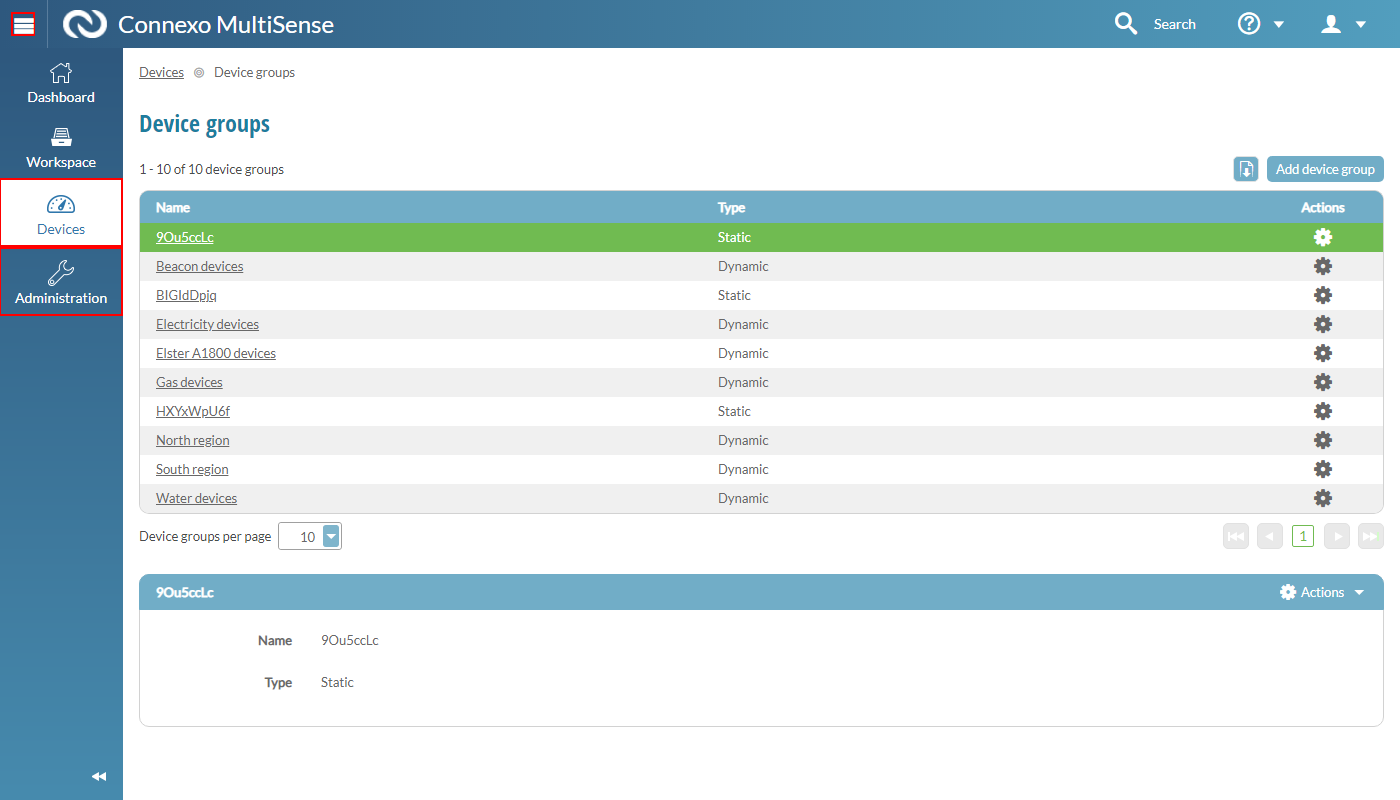 Connexo MultiSense
Search
Dashboard
Workspace
Devices
Administration
Devices Device groups
Device groups
1 - 10 of 10 device groups
Add device group
Name Type Actions
9Ou5ccLc Static
Beacon devices Dynamic
BIGIdDpjq Static
Electricity devices Dynamic
Elster A1800 devices Dynamic
Gas devices Dynamic
HXYxWpU6f Static
North region Dynamic
South region Dynamic
Water devices Dynamic
Device groups per page 10
1
9Ou5ccLc Actions
Name 9Ou5ccLc
Type Static